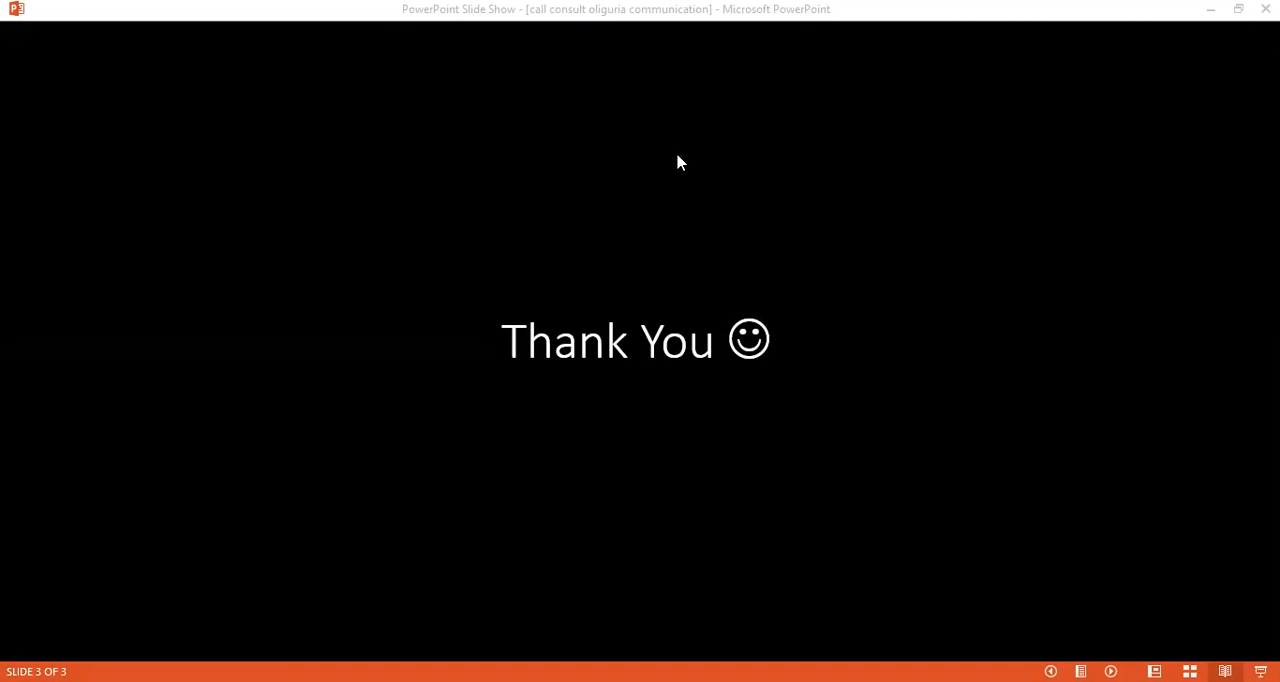 PowerPoint Slide Show - [call consult oliguria communication] - Microsoft PowerPoint
Thank You ☺
SLIDE 3 OF 3